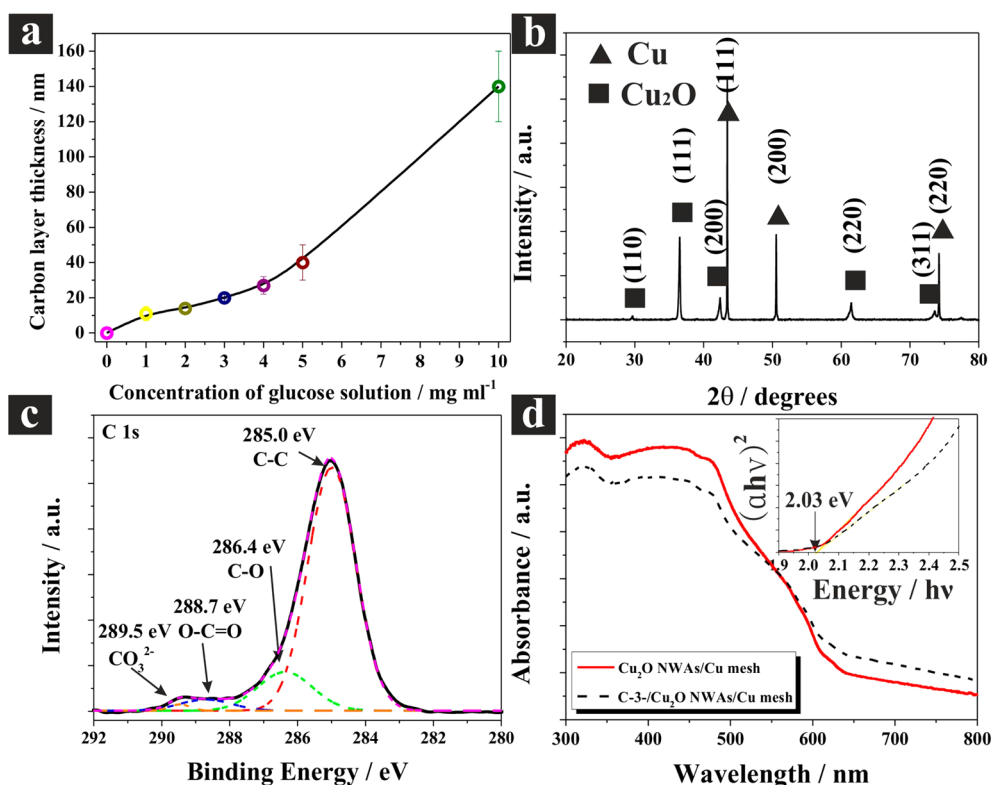 a
160
140
120
100
80
60
40
20
0
0 1 2 3 4 5 6 7 8 9 10
Carbon layer thickness / nm
Concentration of glucose solution / mg ml⁻¹
b
Cu
Cu₂O
(110)
(111)
(200)
(111)
(200)
(220)
(311)
(220)
Intensity / a.u.
20 30 40 50 60 70 80
2θ / degrees
c
C 1s
285.0 eV
C-C
286.4 eV
C-O
288.7 eV
O-C=O
289.5 eV
CO₃²⁻
Intensity / a.u.
292 290 288 286 284 282 280
Binding Energy / eV
d
(αhν)²
2.03 eV
1.9 2.0 2.1 2.2 2.3 2.4 2.5
Energy / hν
Cu₂O NWAs/Cu mesh
C-3-/Cu₂O NWAs/Cu mesh
Absorbance / a.u.
300 400 500 600 700 800
Wavelength / nm